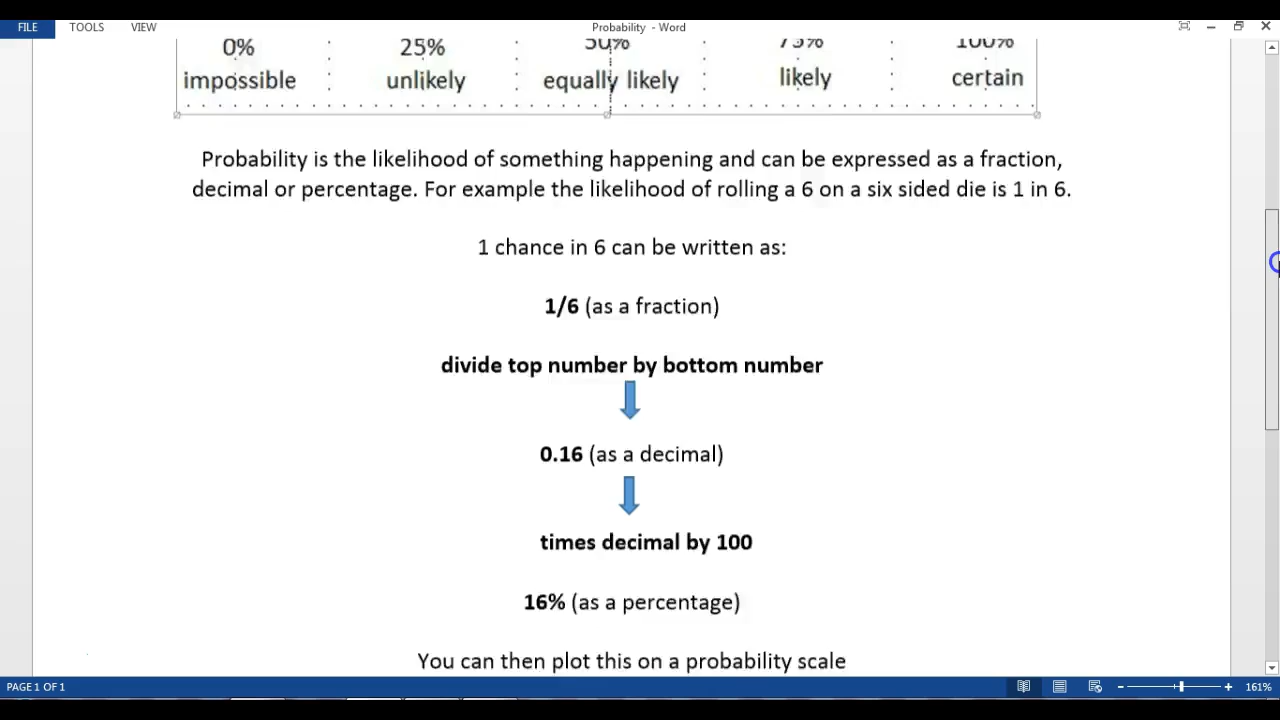 FILE TOOLS VIEW Probability - Word
0% 25% 50% 75% 100%
impossible unlikely equally likely likely certain
Probability is the likelihood of something happening and can be expressed as a fraction,
decimal or percentage. For example the likelihood of rolling a 6 on a six sided die is 1 in 6.
1 chance in 6 can be written as:
1/6 (as a fraction)
divide top number by bottom number
0.16 (as a decimal)
times decimal by 100
16% (as a percentage)
You can then plot this on a probability scale
PAGE 1 OF 1 161%